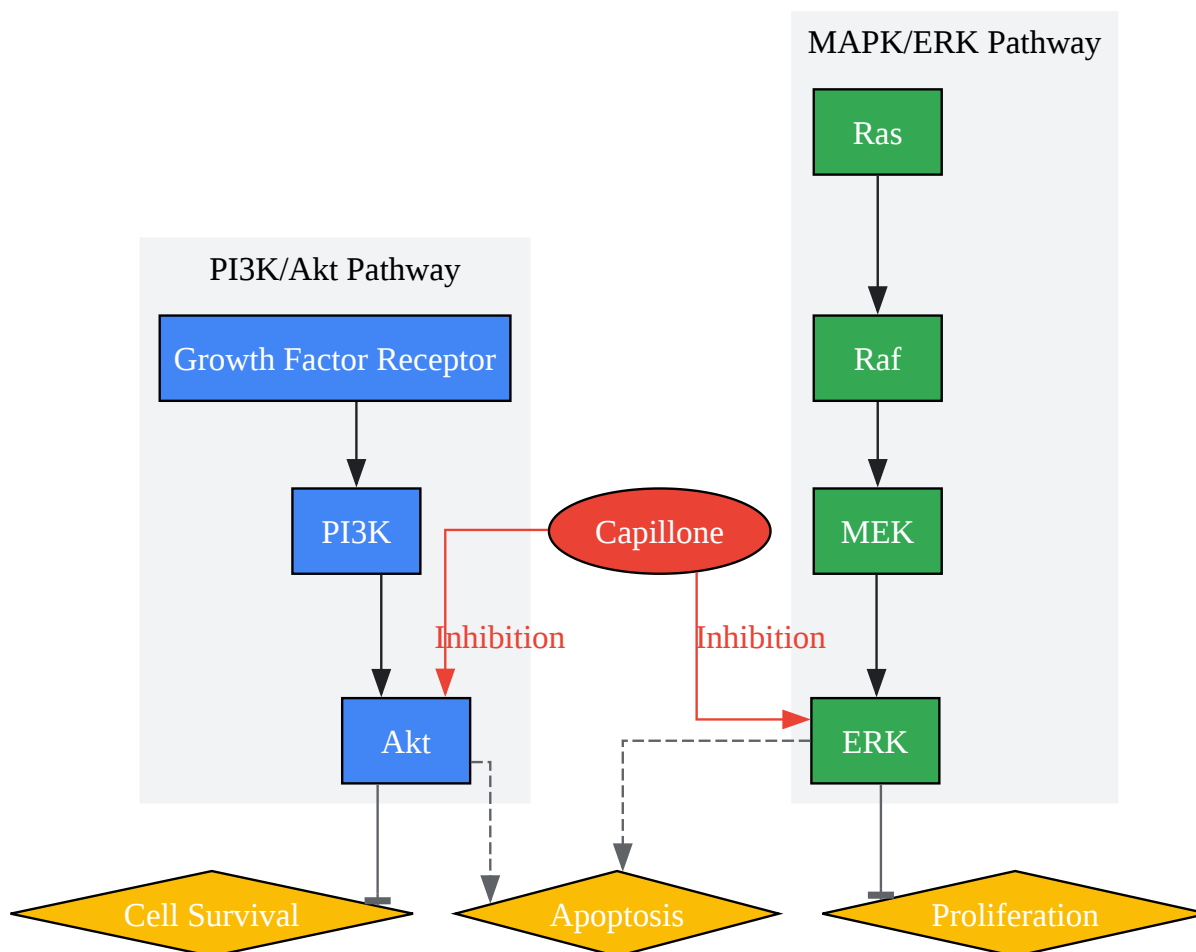 MAPK/ERK Pathway
Ras
PI3K/Akt Pathway
Growth Factor Receptor
Raf
PI3K
Capillone
MEK
Inhibition
Inhibition
Akt
ERK
Cell Survival
Apoptosis
Proliferation